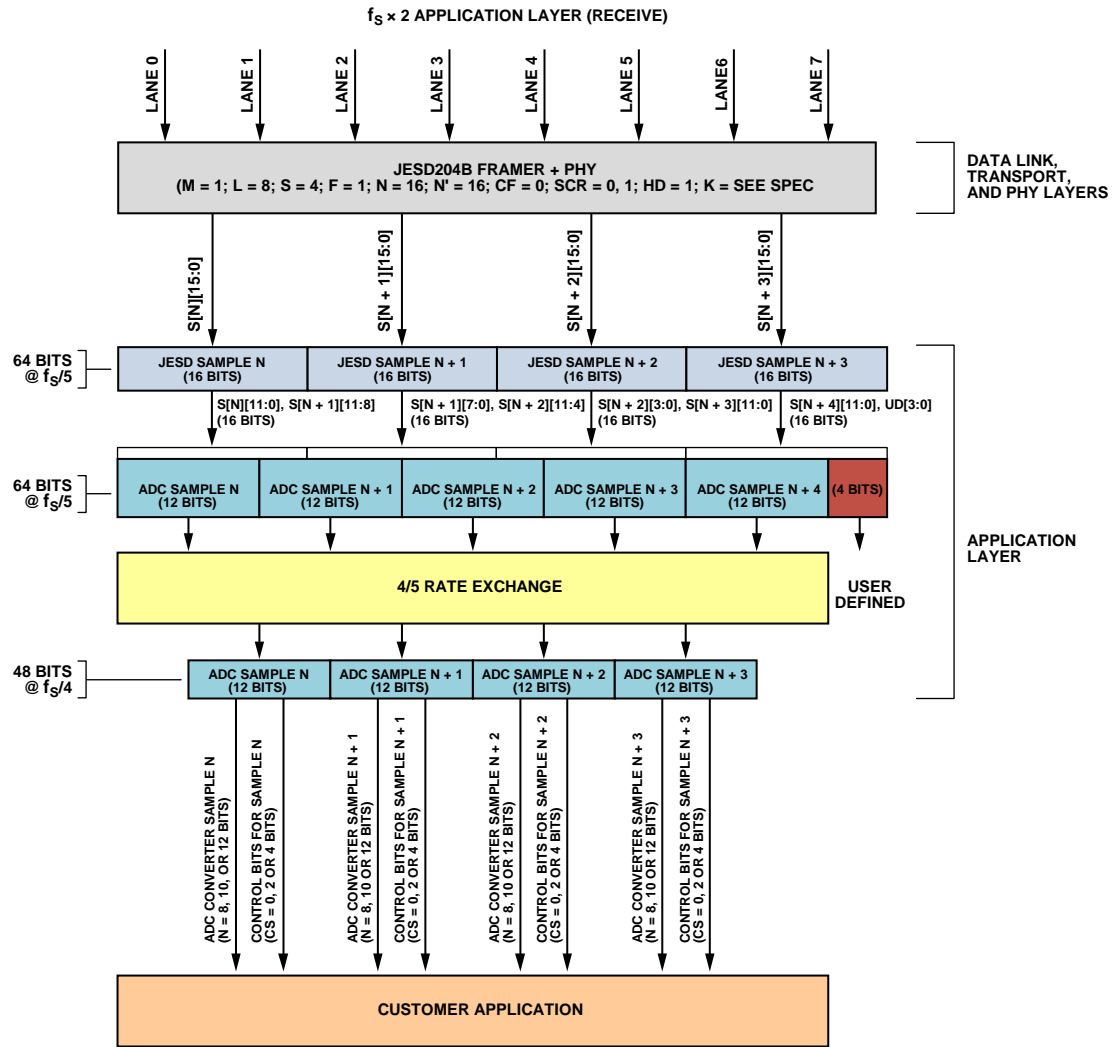 fS × 2 APPLICATION LAYER (RECEIVE)
LANE 0
LANE 1
LANE 2
LANE 3
LANE 4
LANE 5
LANE6
LANE 7
JESD204B FRAMER + PHY
(M = 1; L = 8; S = 4; F = 1; N = 16; N' = 16; CF = 0; SCR = 0, 1; HD = 1; K = SEE SPEC
DATA LINK,
TRANSPORT,
AND PHY LAYERS
S[N][15:0]
S[N + 1][15:0]
S[N + 2][15:0]
S[N + 3][15:0]
64 BITS
@ fS/5
JESD SAMPLE N
(16 BITS)
JESD SAMPLE N + 1
(16 BITS)
JESD SAMPLE N + 2
(16 BITS)
JESD SAMPLE N + 3
(16 BITS)
S[N][11:0], S[N + 1][11:8]
(16 BITS)
S[N + 1][7:0], S[N + 2][11:4]
(16 BITS)
S[N + 2][3:0], S[N + 3][11:0]
(16 BITS)
S[N + 4][11:0], UD[3:0]
(16 BITS)
64 BITS
@ fS/5
ADC SAMPLE N
(12 BITS)
ADC SAMPLE N + 1
(12 BITS)
ADC SAMPLE N + 2
(12 BITS)
ADC SAMPLE N + 3
(12 BITS)
ADC SAMPLE N + 4
(12 BITS)
(4 BITS)
APPLICATION
LAYER
4/5 RATE EXCHANGE
USER
DEFINED
48 BITS
@ fS/4
ADC SAMPLE N
(12 BITS)
ADC SAMPLE N + 1
(12 BITS)
ADC SAMPLE N + 2
(12 BITS)
ADC SAMPLE N + 3
(12 BITS)
ADC CONVERTER SAMPLE N
(N = 8, 10, OR 12 BITS)
CONTROL BITS FOR SAMPLE N
(CS = 0, 2 OR 4 BITS)
ADC CONVERTER SAMPLE N + 1
(N = 8, 10 OR 12 BITS)
CONTROL BITS FOR SAMPLE N + 1
(CS = 0, 2 OR 4 BITS)
ADC CONVERTER SAMPLE N + 2
(N = 8, 10 OR 12 BITS)
CONTROL BITS FOR SAMPLE N + 2
(CS = 0, 2 OR 4 BITS)
ADC CONVERTER SAMPLE N + 3
(N = 8, 10 OR 12 BITS)
CONTROL BITS FOR SAMPLE N + 3
(CS = 0, 2 OR 4 BITS)
CUSTOMER APPLICATION